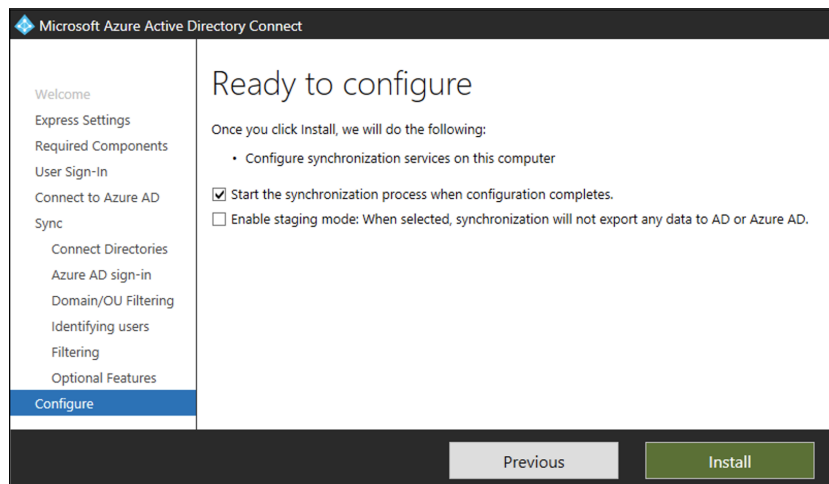 Microsoft Azure Active Directory Connect
Welcome
Express Settings
Required Components
User Sign-In
Connect to Azure AD
Sync
Connect Directories
Azure AD sign-in
Domain/OU Filtering
Identifying users
Filtering
Optional Features
Configure
Ready to configure
Once you click Install, we will do the following:
• Configure synchronization services on this computer
Start the synchronization process when configuration completes.
Enable staging mode: When selected, synchronization will not export any data to AD or Azure AD.
Previous
Install